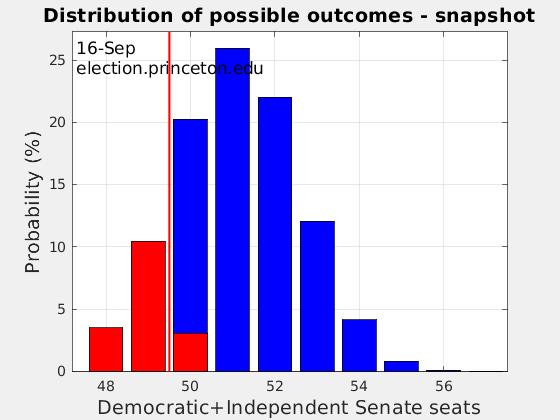 Distribution of possible outcomes - snapshot
16-Sep
election.princeton.edu
25
20
15
10
5
0
Probability (%)
48 50 52 54 56
Democratic+Independent Senate seats